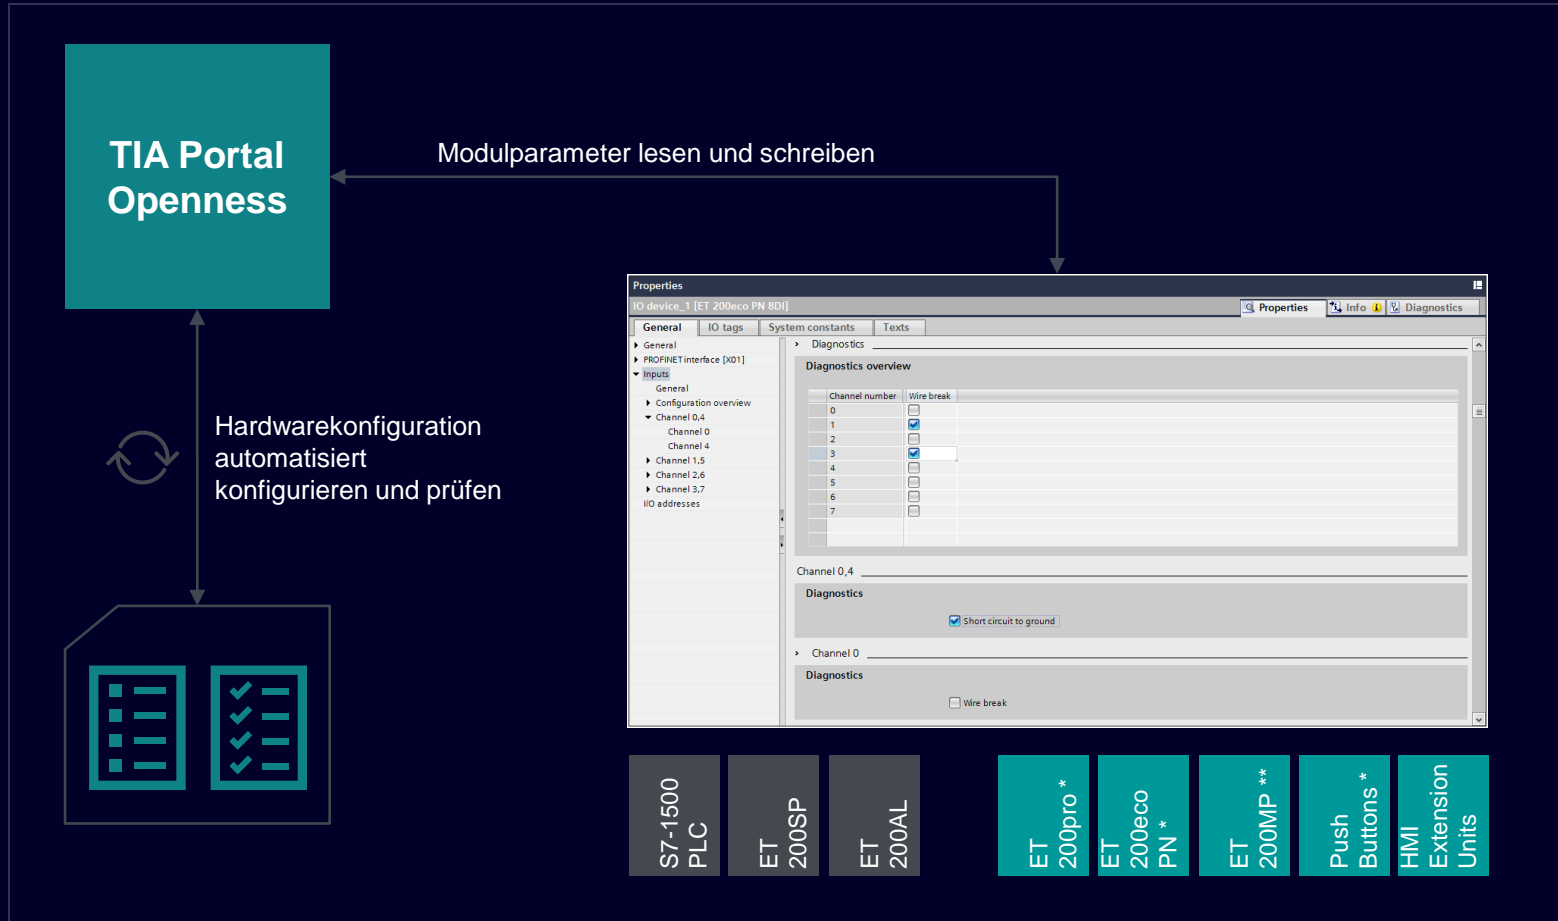 TIA Portal
Openness
Modulparameter lesen und schreiben
Hardwarekonfiguration
automatisiert
konfigurieren und prüfen
Properties
IO device_1 [ET 200eco PN 8DI]
Properties
Info
Diagnostics
General
IO tags
System constants
Texts
General
PROFINET interface [X01]
Inputs
General
Configuration overview
Channel 0,4
Channel 0
Channel 4
Channel 1,5
Channel 2,6
Channel 3,7
I/O addresses
Diagnostics
Diagnostics overview
Channel number Wire break
0
1
2
3
4
5
6
7
Channel 0,4
Diagnostics
Short circuit to ground
Channel 0
Diagnostics
Wire break
S7-1500
PLC
ET
200SP
ET
200AL
ET
200pro *
ET
200eco
PN *
ET
200MP **
Push
Buttons *
HMI
Extension
Units